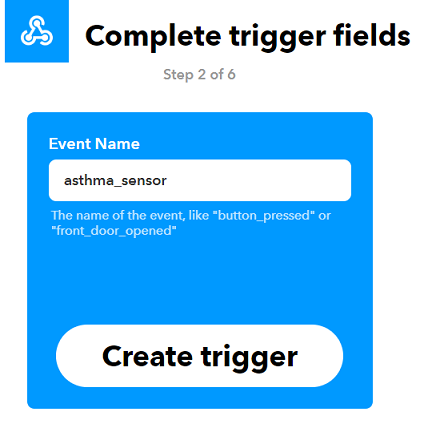 Complete trigger fields
Step 2 of 6
Event Name
asthma_sensor
The name of the event, like "button_pressed" or
"front_door_opened"
Create trigger